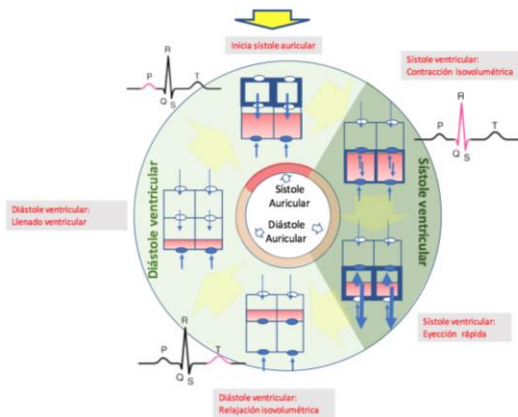 Inicia sístole auricular
R
P
T
Q
S
Sístole ventricular:
Contracción isovolumétrica
R
P
T
Q
S
Sístole
Auricular
Diástole
Auricular
Diástole ventricular
Sístole ventricular
Diástole ventricular:
Llenado ventricular
Sístole ventricular:
Eyección rápida
R
P
T
Q
S
Diástole ventricular:
Relajación isovolumétrica